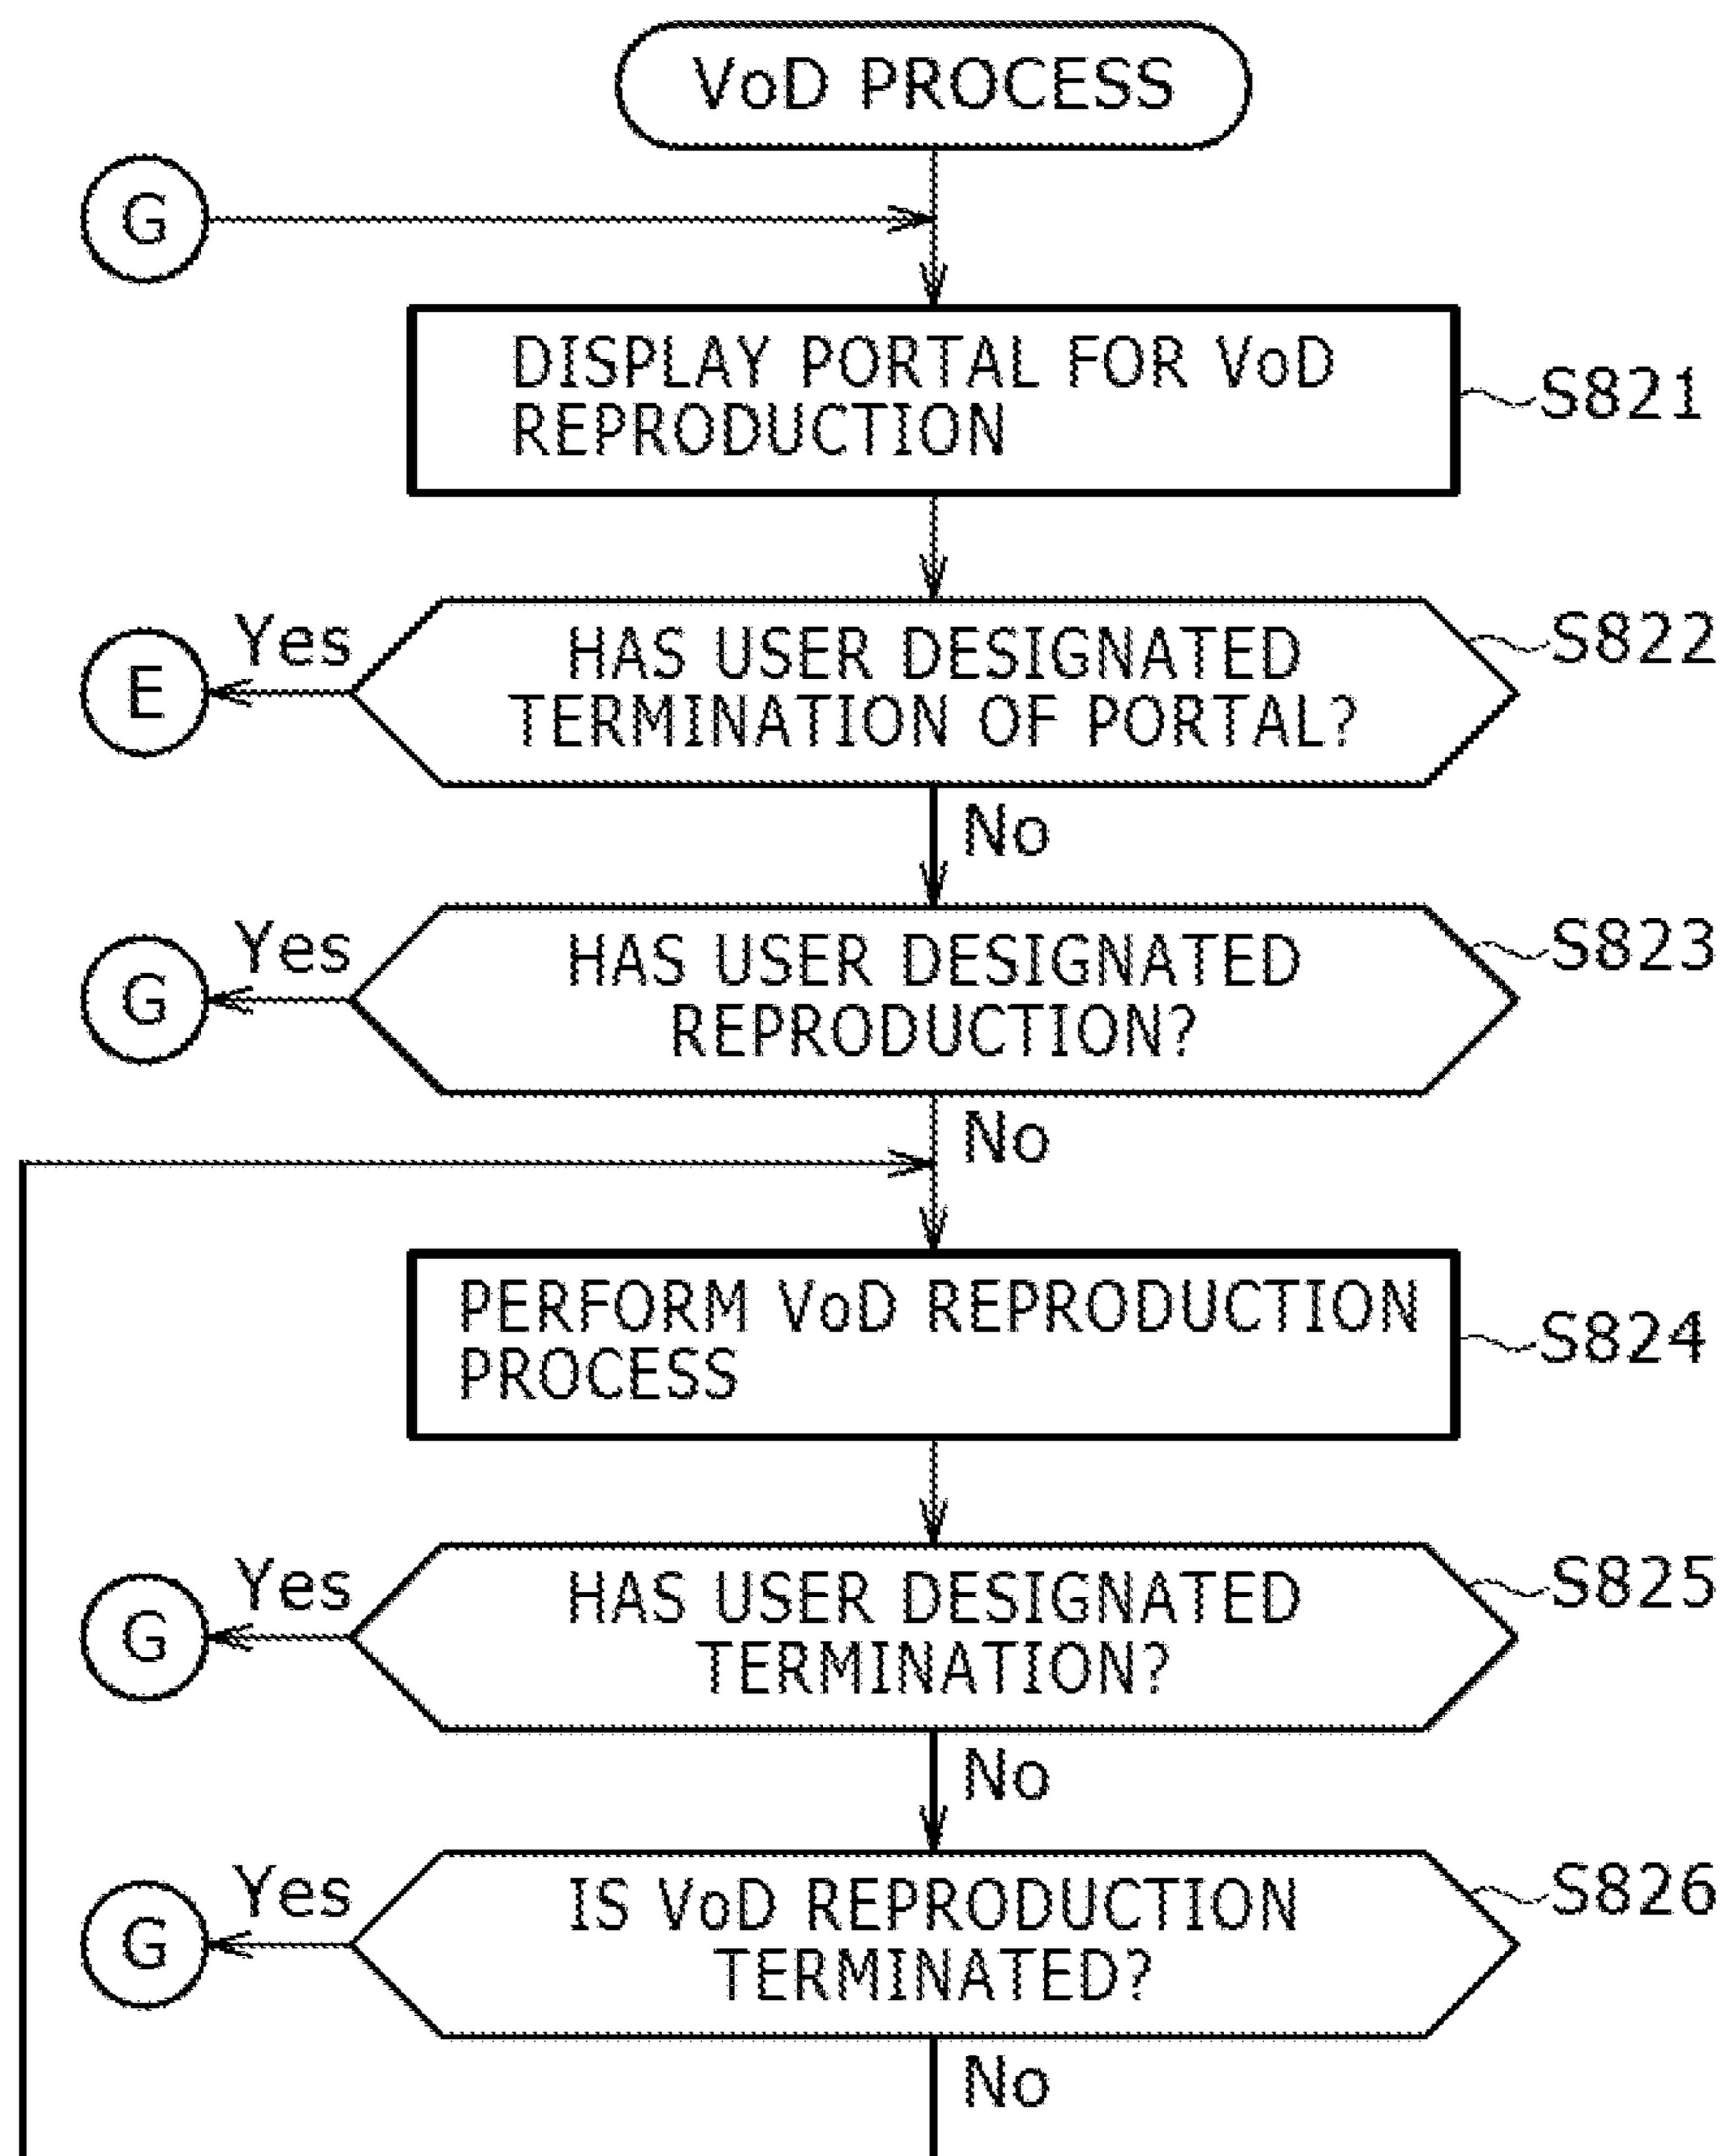 VoD PROCESS
G
DISPLAY PORTAL FOR VoD
REPRODUCTION
S821
Yes
E
HAS USER DESIGNATED
TERMINATION OF PORTAL?
S822
No
Yes
G
HAS USER DESIGNATED
REPRODUCTION?
S823
No
PERFORM VoD REPRODUCTION
PROCESS
S824
Yes
G
HAS USER DESIGNATED
TERMINATION?
S825
No
Yes
G
IS VoD REPRODUCTION
TERMINATED?
S826
No